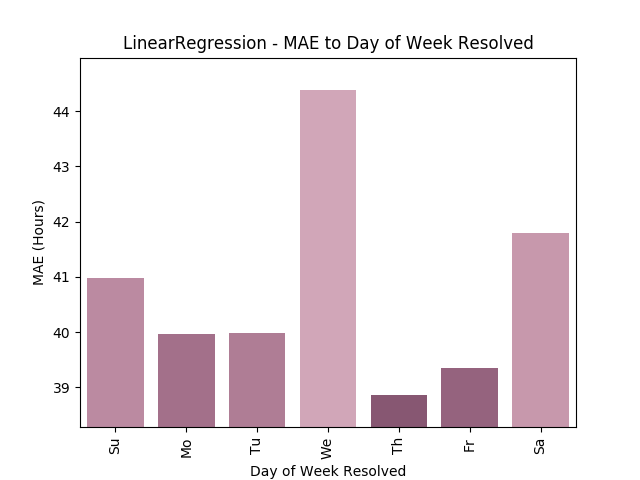 LinearRegression - MAE to Day of Week Resolved
44
43
42
41
40
39
MAE (Hours)
Su
Mo
Tu
We
Th
Fr
Sa
Day of Week Resolved